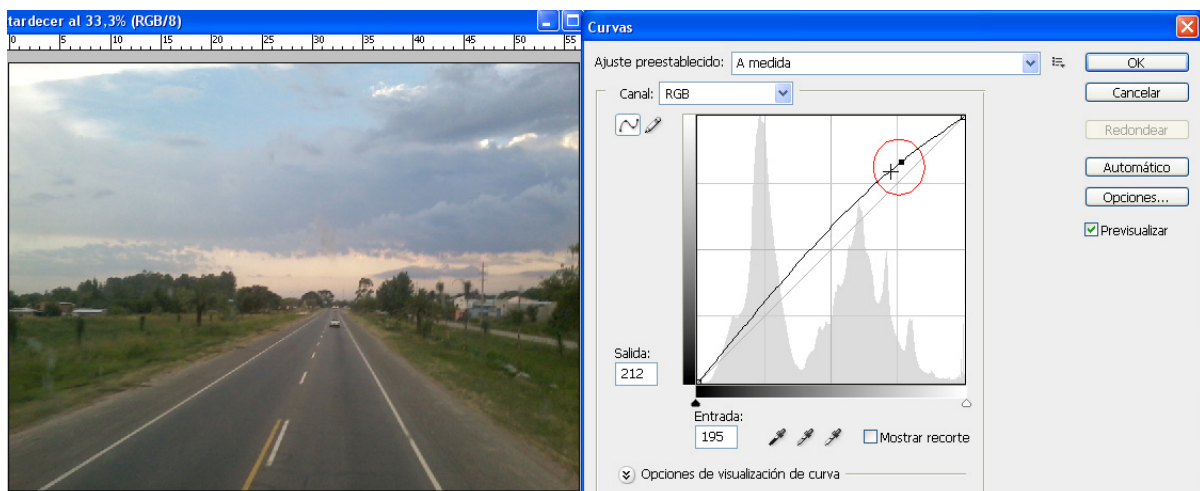 tardecer al 33,3% (RGB/8)
0 5 10 15 20 25 30 35 40 45 50 55
Curvas
Ajuste preestablecido: A medida
OK
Canal: RGB
Cancelar
Redondear
Automático
Opciones...
Previsualizar
Salida:
212
Entrada:
195
Mostrar recorte
Opciones de visualización de curva